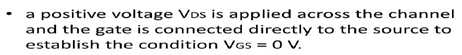 • a positive voltage VDS is applied across the channel
and the gate is connected directly to the source to
establish the condition VGS = 0 V.